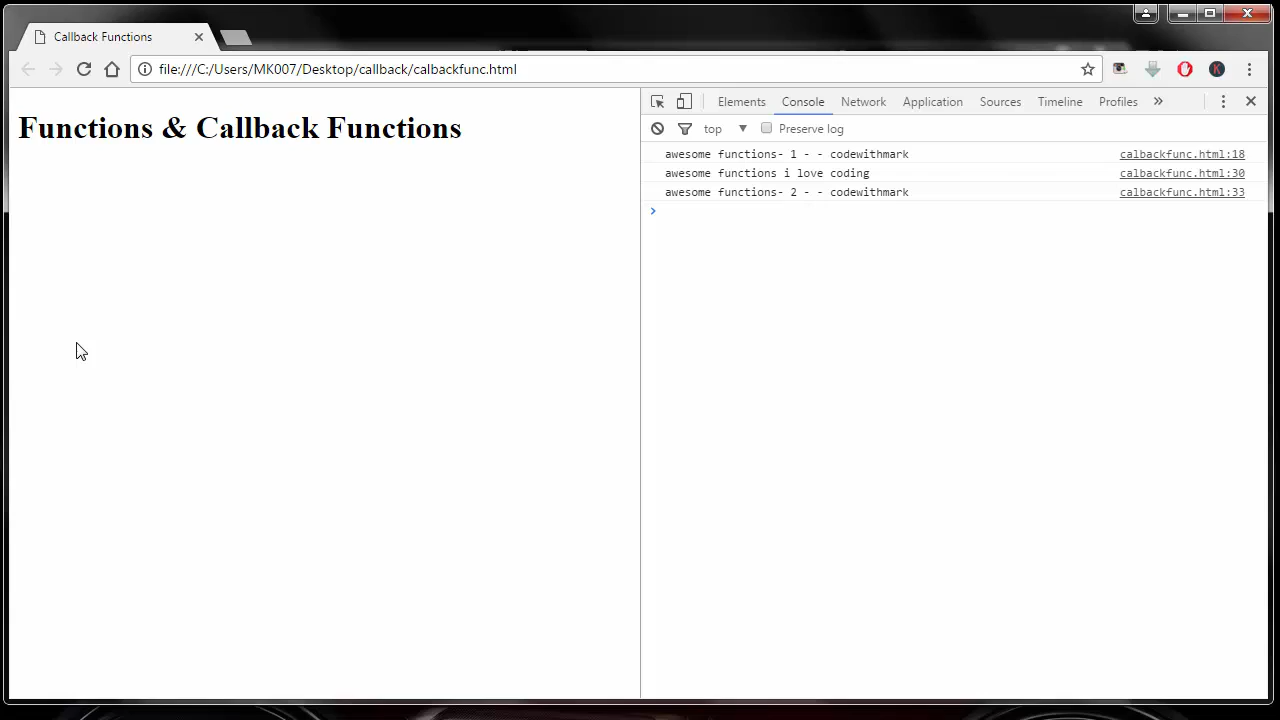 Callback Functions
file:///C:/Users/MK007/Desktop/callback/calbackfunc.html
K
Functions & Callback Functions
Elements Console Network Application Sources Timeline Profiles »
top Preserve log
awesome functions- 1 - - codewithmark calbackfunc.html:18
awesome functions i love coding calbackfunc.html:30
awesome functions- 2 - - codewithmark calbackfunc.html:33